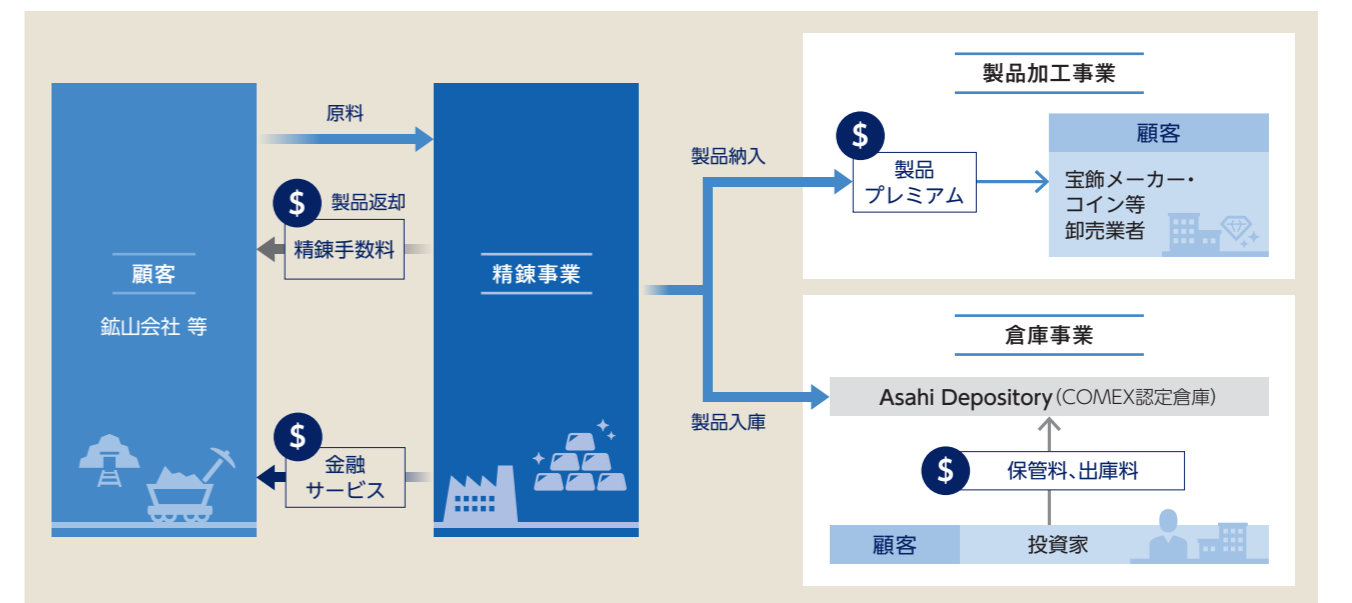 顧客
鉱山会社 等
原料
$
製品返却
精錬手数料
$
金融
サービス
精錬事業
製品納入
製品入庫
製品加工事業
$
製品
プレミアム
顧客
宝飾メーカー・
コイン等
卸売業者
倉庫事業
Asahi Depository(COMEX認定倉庫)
$
保管料、出庫料
顧客
投資家